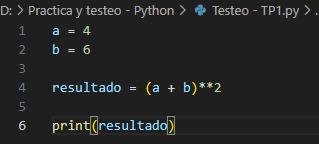 D: > Practica y testeo - Python > Testeo - TP1.py > .
1 a = 4
2 b = 6
3
4 resultado = (a + b)**2
5
6 print(resultado)